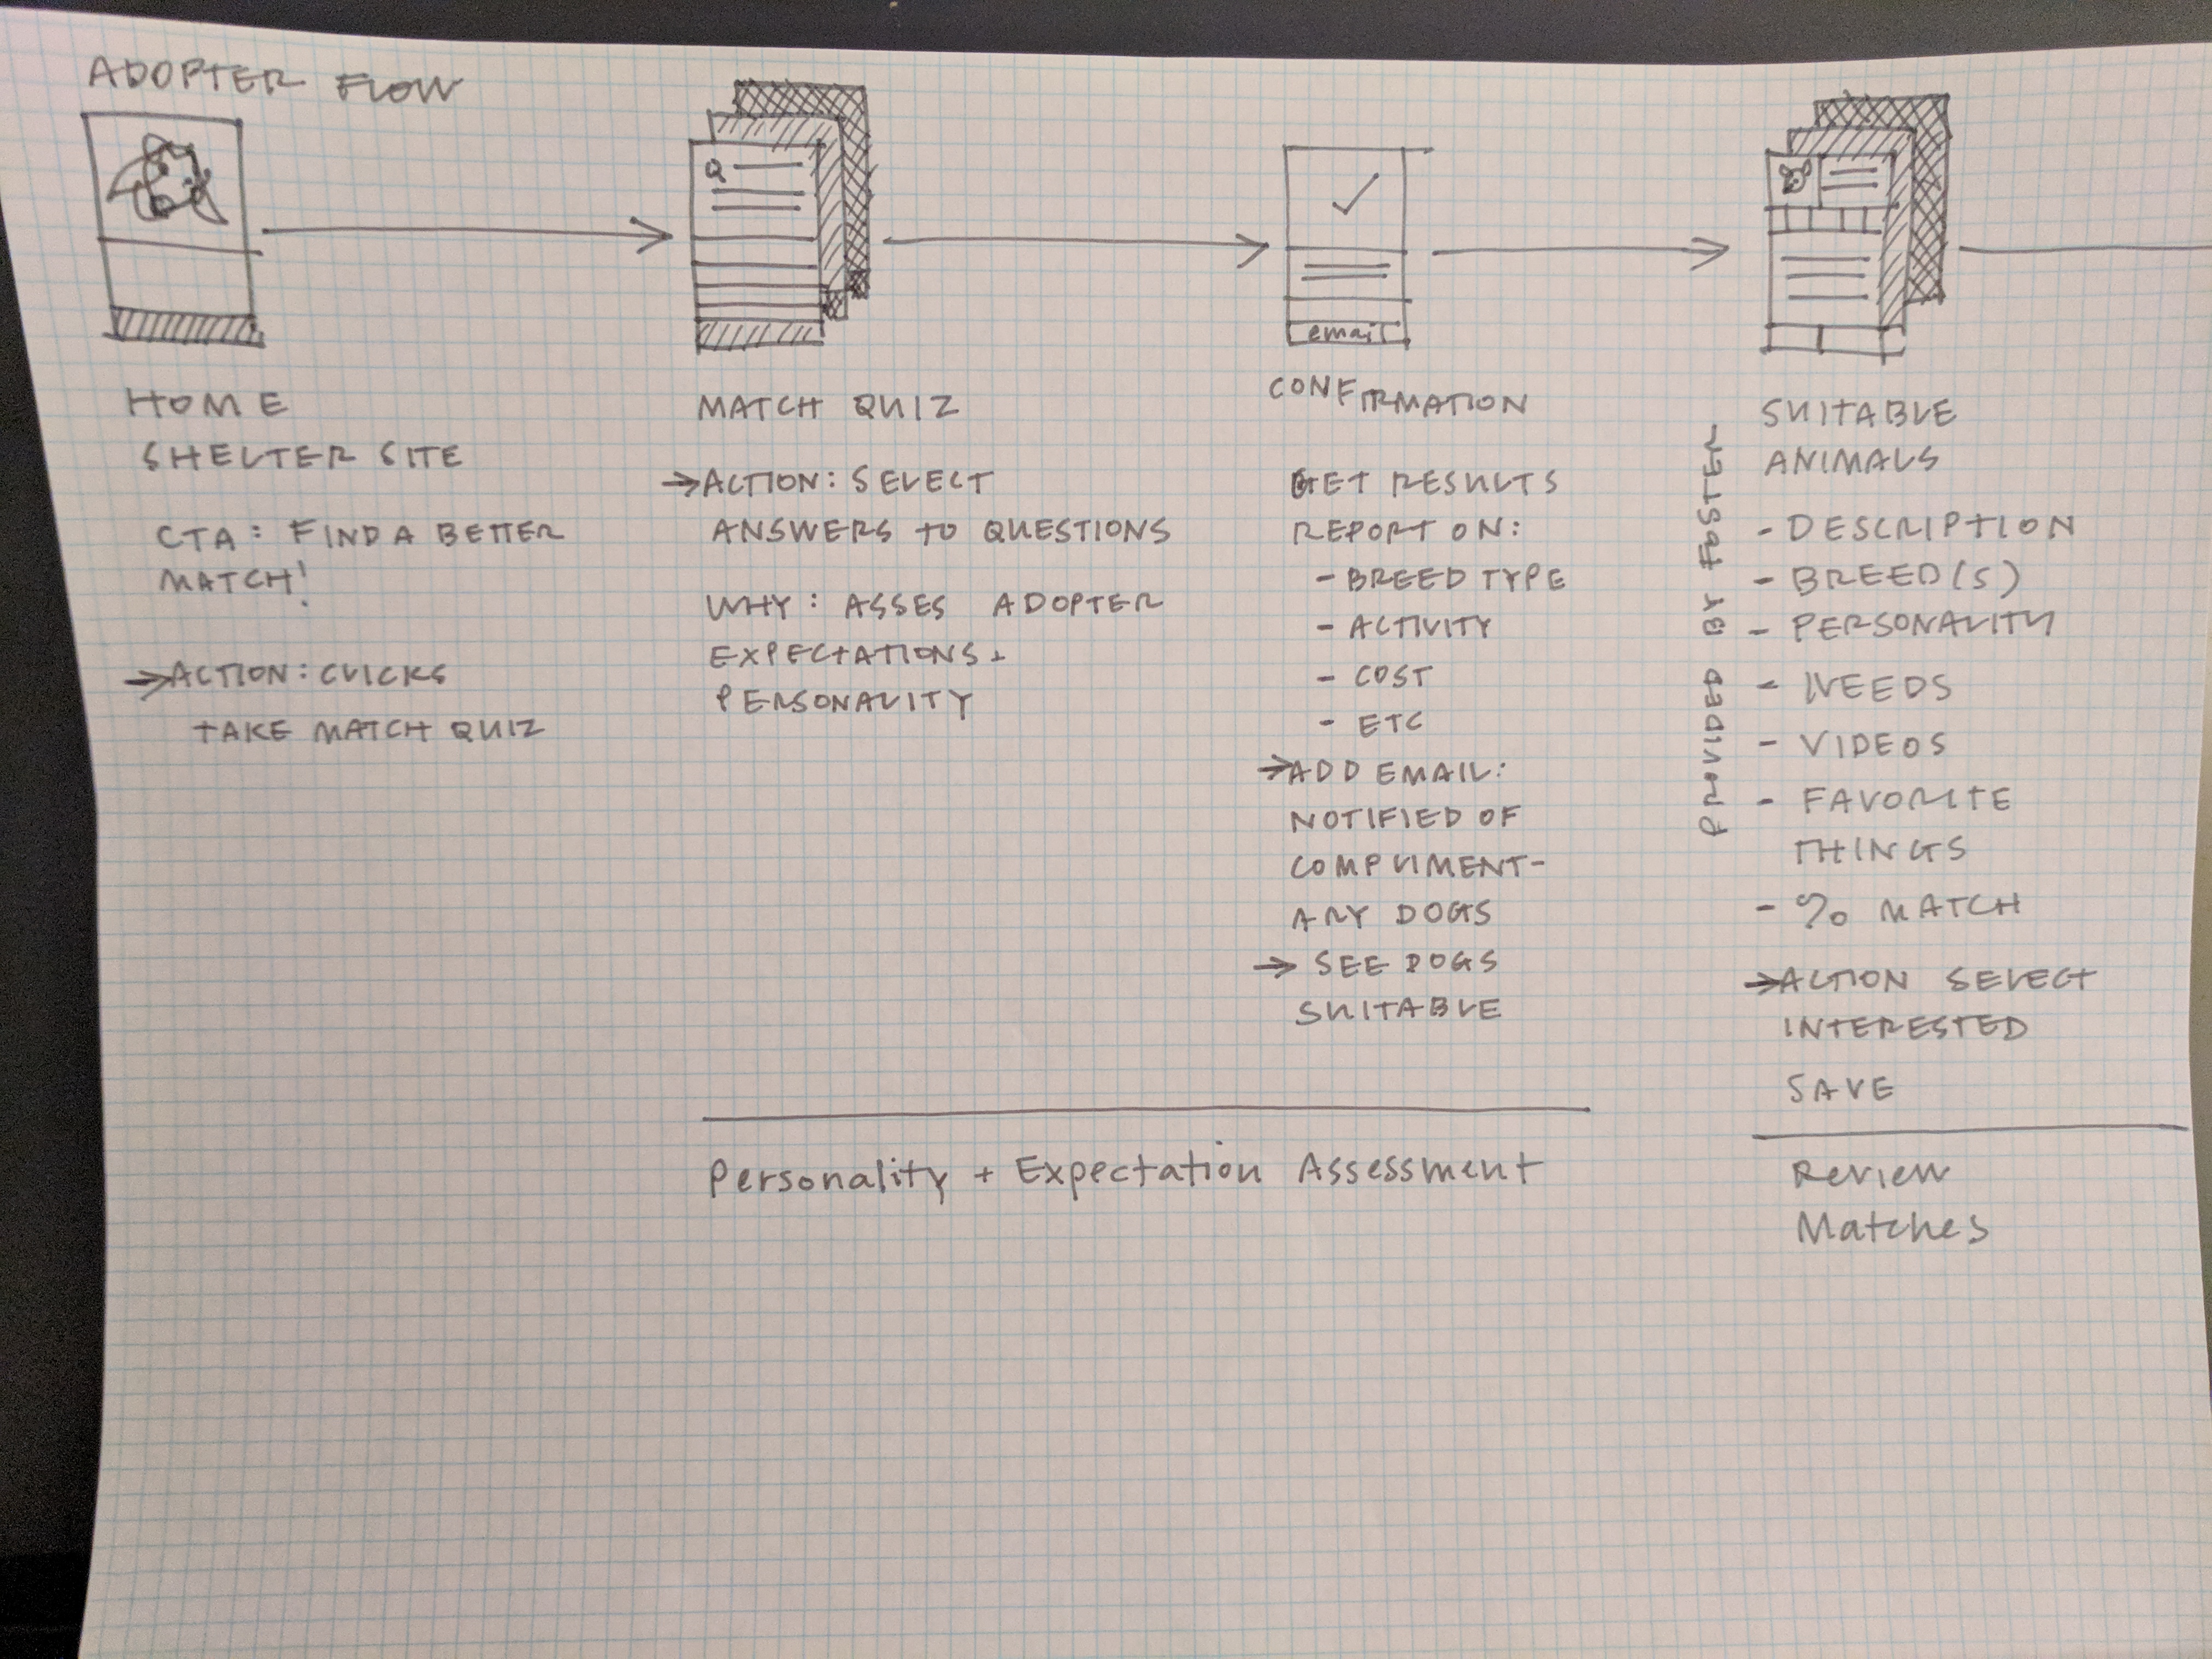 ADOPTER FLOW
HOME
SHELTER SITE
CTA: FIND A BETTER
MATCH!
→ACTION: CLICKS
TAKE MATCH QUIZ
Q
MATCH QUIZ
→ACTION: SELECT
ANSWERS TO QUESTIONS
WHY: ASSES ADOPTER
EXPECTATIONS +
PERSONALITY
email
CONFIRMATION
GET RESULTS
REPORT ON:
- BREED TYPE
- ACTIVITY
- COST
- ETC
→ADD EMAIL:
NOTIFIED OF
COMPLIMENT-
ARY DOGS
→ SEE DOGS
SUITABLE
Personality + Expectation Assessment
PROVIDED BY FOSTER
SUITABLE
ANIMALS
- DESCRIPTION
- BREED(S)
- PERSONALITY
- NEEDS
- VIDEOS
- FAVORITE
THINGS
- % MATCH
→ACTION SELECT
INTERESTED
SAVE
Review
Matches